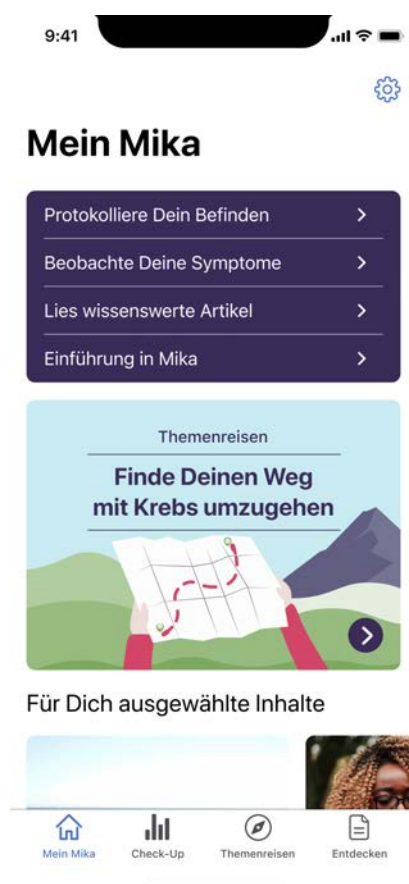 9:41
Mein Mika
Protokolliere Dein Befinden
Beobachte Deine Symptome
Lies wissenswerte Artikel
Einführung in Mika
Themenreisen
Finde Deinen Weg
mit Krebs umzugehen
Für Dich ausgewählte Inhalte
Mein Mika
Check-Up
Themenreisen
Entdecken